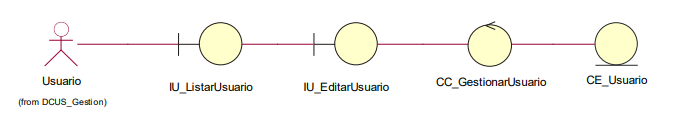 Usuario
(from DCUS_Gestion)
IU_ListarUsuario
IU_EditarUsuario
CC_GestionarUsuario
CE_Usuario